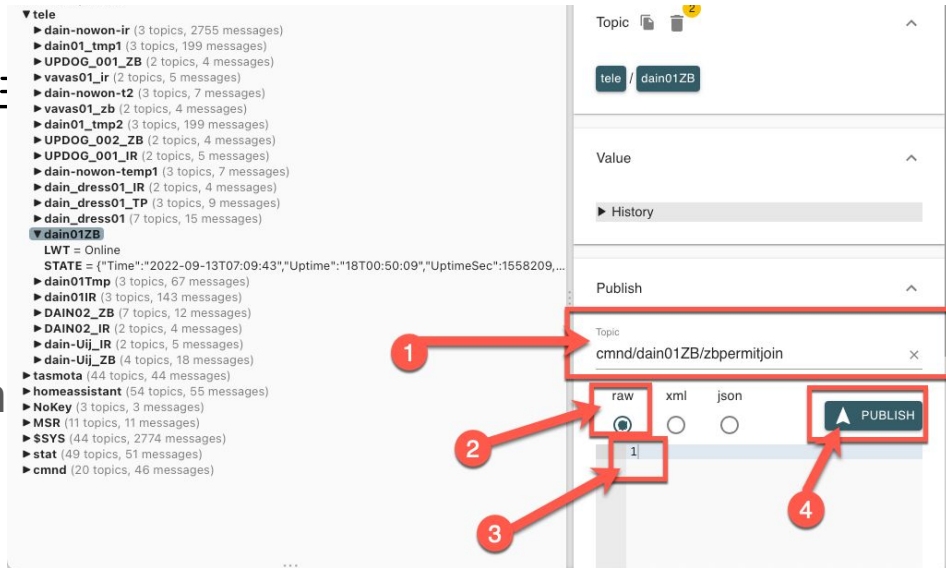 ▼ tele
▶ dain-nowon-ir (3 topics, 2755 messages)
▶ dain01_tmp1 (3 topics, 199 messages)
▶ UPDOG_001_ZB (2 topics, 4 messages)
▶ vavas01_ir (2 topics, 5 messages)
▶ dain-nowon-t2 (3 topics, 7 messages)
▶ vavas01_zb (2 topics, 4 messages)
▶ dain01_tmp2 (3 topics, 199 messages)
▶ UPDOG_002_ZB (2 topics, 4 messages)
▶ UPDOG_001_IR (2 topics, 5 messages)
▶ dain-nowon-temp1 (3 topics, 7 messages)
▶ dain_dress01_IR (2 topics, 4 messages)
▶ dain_dress01_TP (3 topics, 9 messages)
▶ dain_dress01 (7 topics, 15 messages)
▼ dain01ZB
LWT = Online
STATE = {"Time":"2022-09-13T07:09:43","Uptime":"18T00:50:09","UptimeSec":1558209,...
▶ dain01Tmp (3 topics, 67 messages)
▶ dain01IR (3 topics, 143 messages)
▶ DAIN02_ZB (7 topics, 12 messages)
▶ DAIN02_IR (2 topics, 4 messages)
▶ dain-Uij_IR (2 topics, 5 messages)
▶ dain-Uij_ZB (4 topics, 18 messages)
▶ tasmota (44 topics, 44 messages)
▶ homeassistant (54 topics, 55 messages)
▶ NoKey (3 topics, 3 messages)
▶ MSR (11 topics, 11 messages)
▶ $SYS (44 topics, 2774 messages)
▶ stat (49 topics, 51 messages)
▶ cmnd (20 topics, 46 messages)
Topic 2
tele / dain01ZB
Value
▶ History
Publish
Topic
cmnd/dain01ZB/zbpermitjoin
raw xml json
PUBLISH
1
1
2
3
4